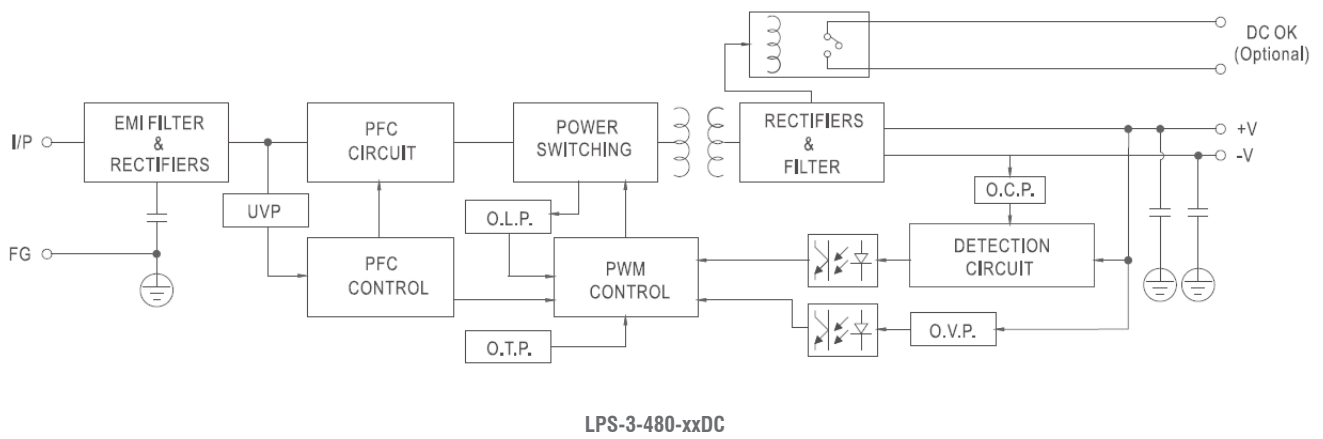 DC OK
(Optional)
I/P
EMI FILTER
&
RECTIFIERS
PFC
CIRCUIT
POWER
SWITCHING
RECTIFIERS
&
FILTER
+V
-V
UVP
O.L.P.
O.C.P.
FG
PFC
CONTROL
PWM
CONTROL
DETECTION
CIRCUIT
O.T.P.
O.V.P.
LPS-3-480-xxDC